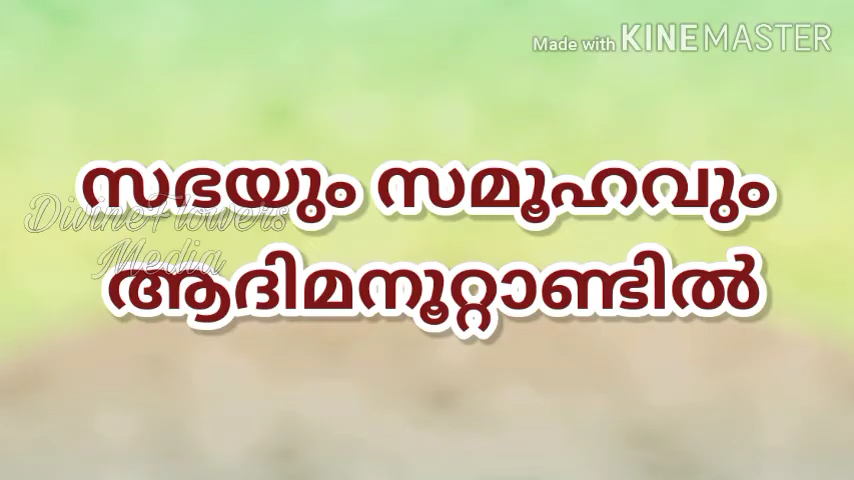 Made with KINEMASTER
സഭയും സമൂഹവും
DivineFlowers
Media
ആദിമനൂറ്റാണ്ടിൽ